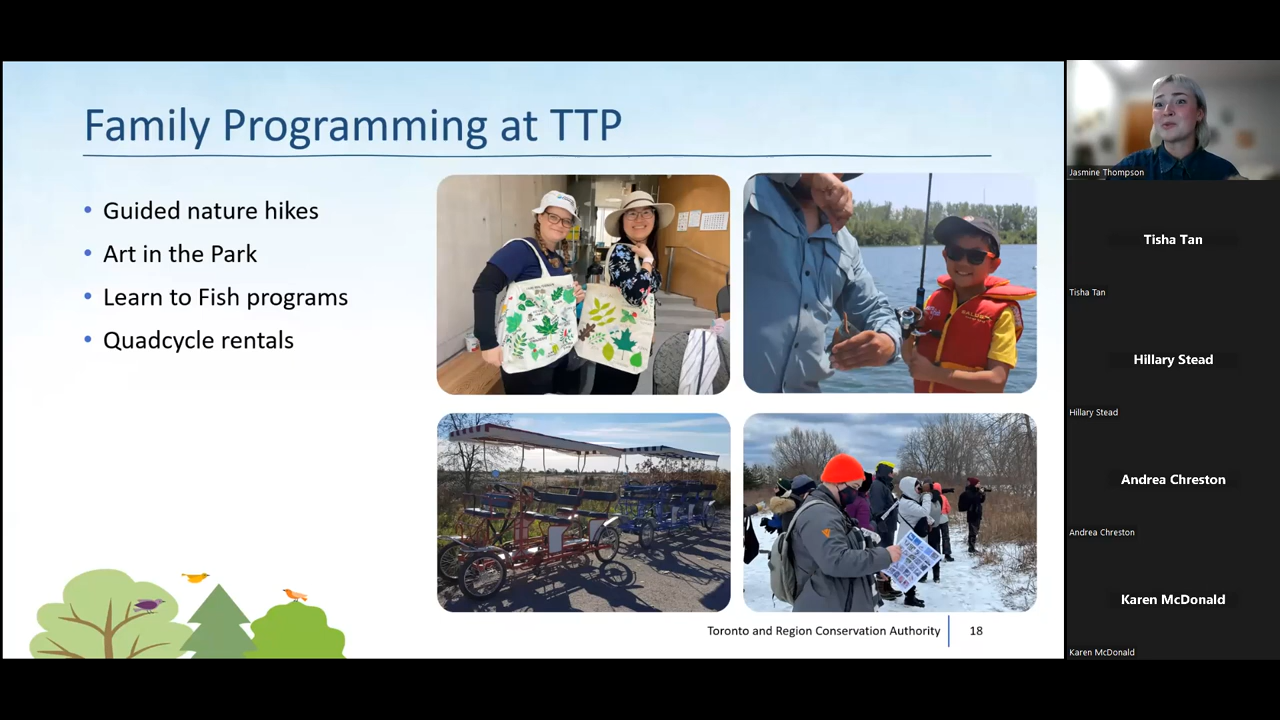 Family Programming at TTP
• Guided nature hikes
• Art in the Park
• Learn to Fish programs
• Quadcycle rentals
Toronto and Region Conservation Authority
18
Jasmine Thompson
Tisha Tan
Tisha Tan
Hillary Stead
Hillary Stead
Andrea Chreston
Andrea Chreston
Karen McDonald
Karen McDonald